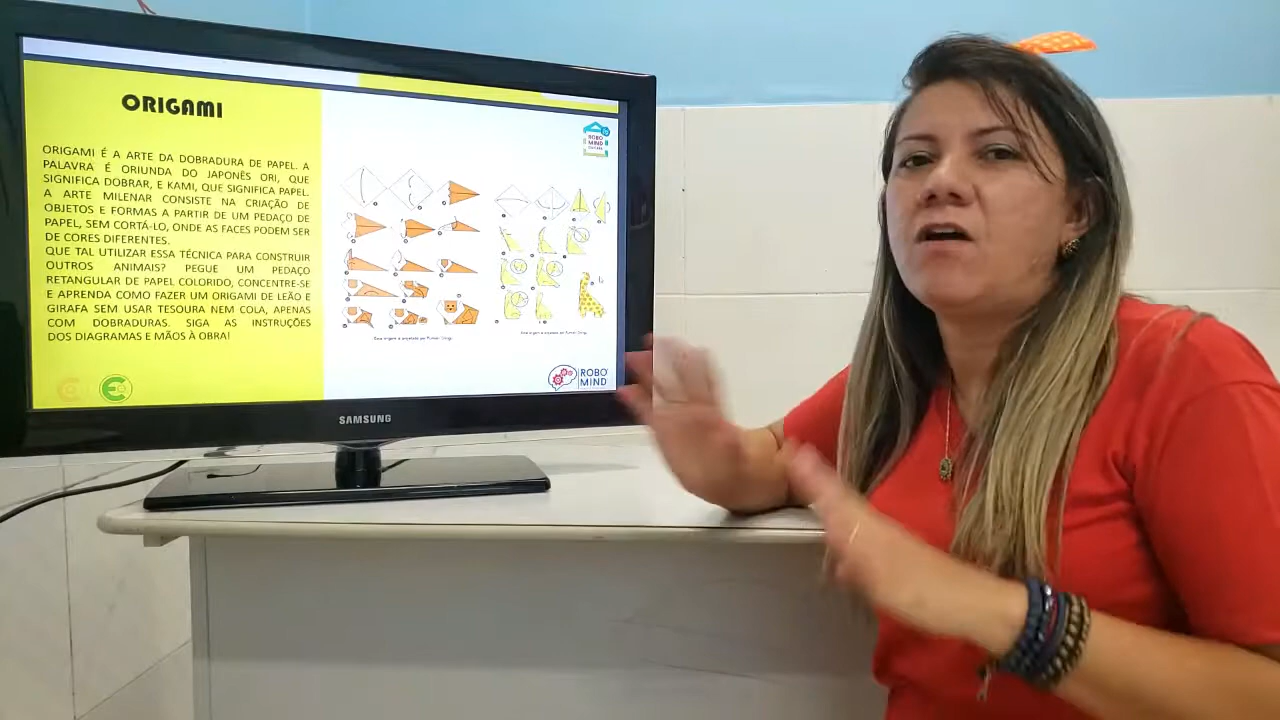 ORIGAMI
ORIGAMI É A ARTE DA DOBRADURA DE PAPEL. A
PALAVRA É ORIUNDA DO JAPONÊS ORI, QUE
SIGNIFICA DOBRAR, E KAMI, QUE SIGNIFICA PAPEL.
A ARTE MILENAR CONSISTE NA CRIAÇÃO DE
OBJETOS E FORMAS A PARTIR DE UM PEDAÇO DE
PAPEL, SEM CORTÁ-LO, ONDE AS FACES PODEM SER
DE CORES DIFERENTES.
QUE TAL UTILIZAR ESSA TÉCNICA PARA CONSTRUIR
OUTROS ANIMAIS? PEGUE UM PEDAÇO
RETANGULAR DE PAPEL COLORIDO, CONCENTRE-SE
E APRENDA COMO FAZER UM ORIGAMI DE LEÃO E
GIRAFA SEM USAR TESOURA NEM COLA, APENAS
COM DOBRADURAS. SIGA AS INSTRUÇÕES
DOS DIAGRAMAS E MÃOS À OBRA!
ROBO
MIND
ROBO
MIND
SAMSUNG